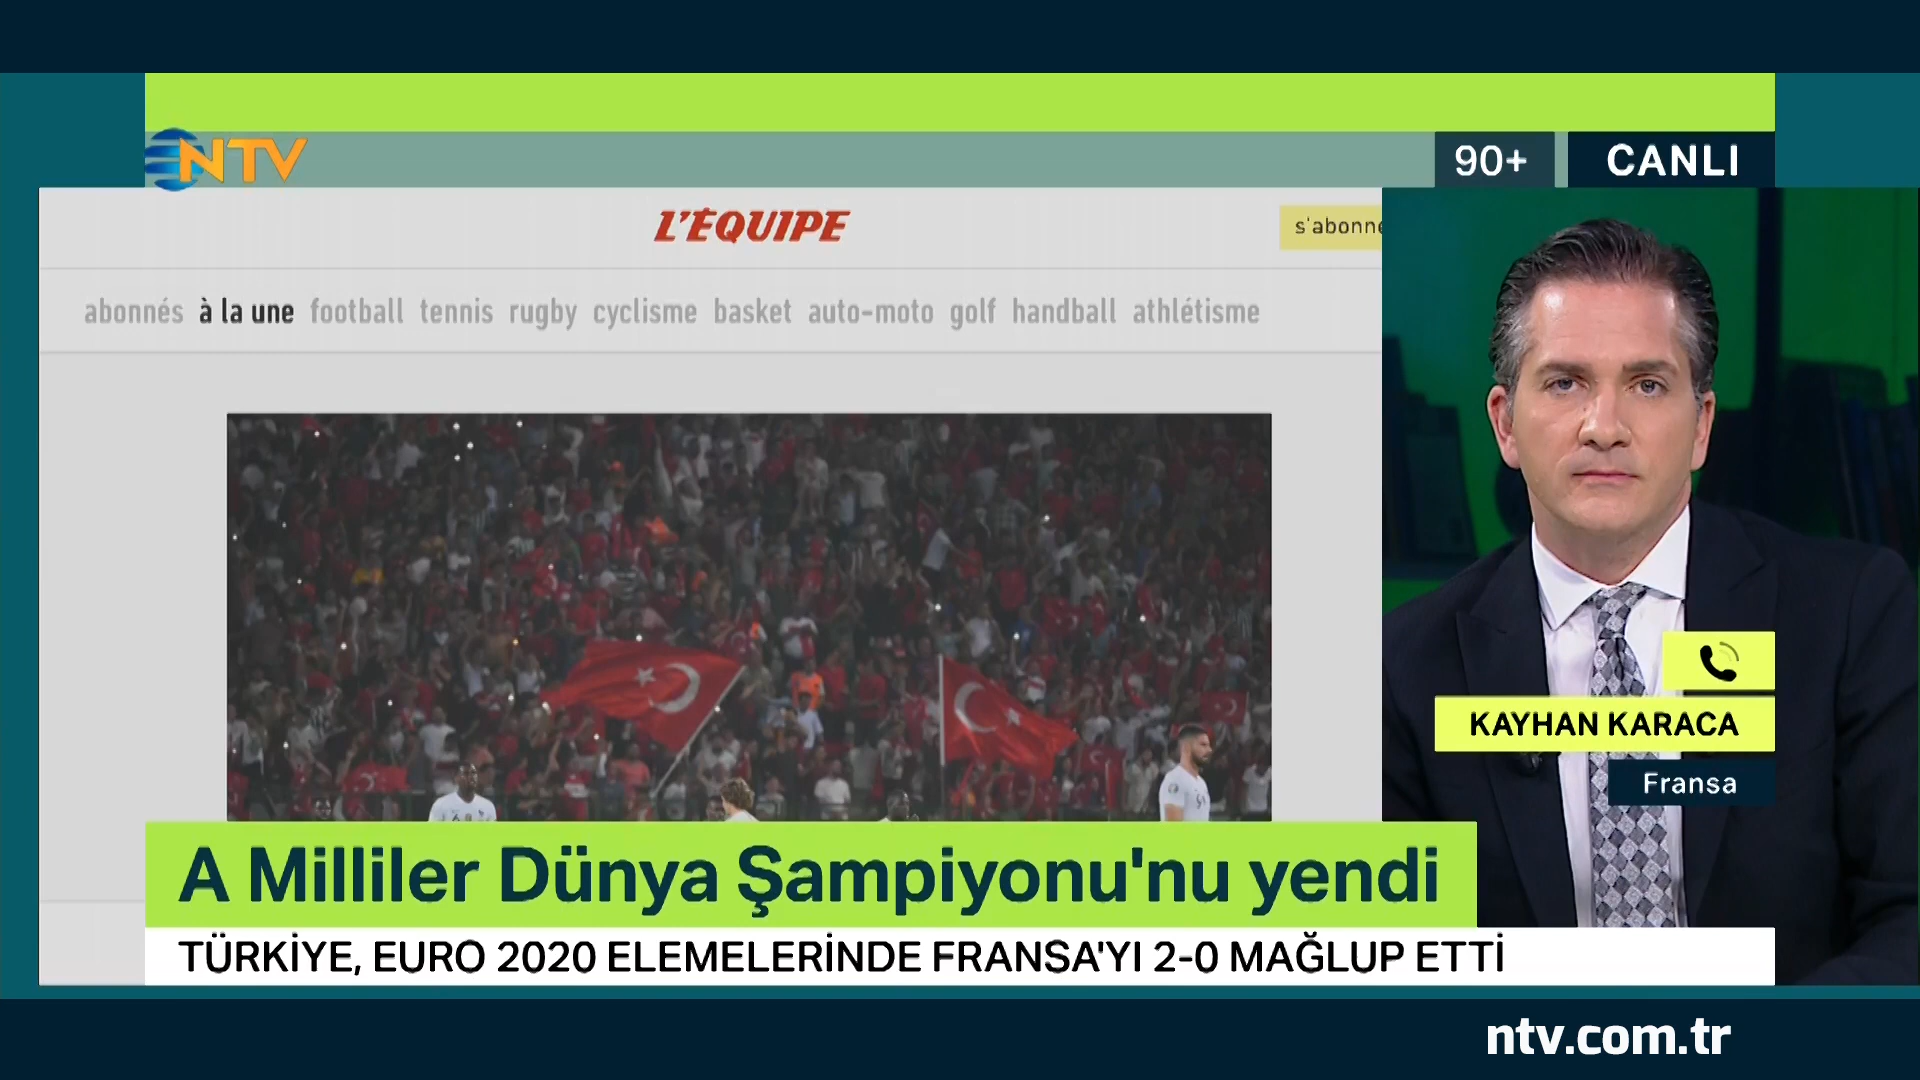 NTV
90+
CANLI
L'ÉQUIPE
s'abonne
abonnés à la une football tennis rugby cyclisme basket auto-moto golf handball athlétisme
KAYHAN KARACA
Fransa
A Milliler Dünya Şampiyonu'nu yendi
TÜRKİYE, EURO 2020 ELEMELERİNDE FRANSA'YI 2-0 MAĞLUP ETTİ
ntv.com.tr